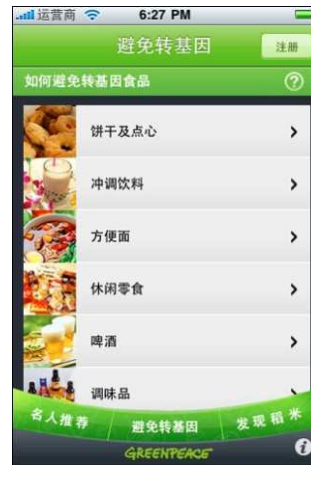 运营商 6:27 PM
避免转基因 注册
如何避免转基因食品 ?
饼干及点心
冲调饮料
方便面
休闲零食
啤酒
调味品
名人推荐 避免转基因 发现稻米
GREENPEACE i